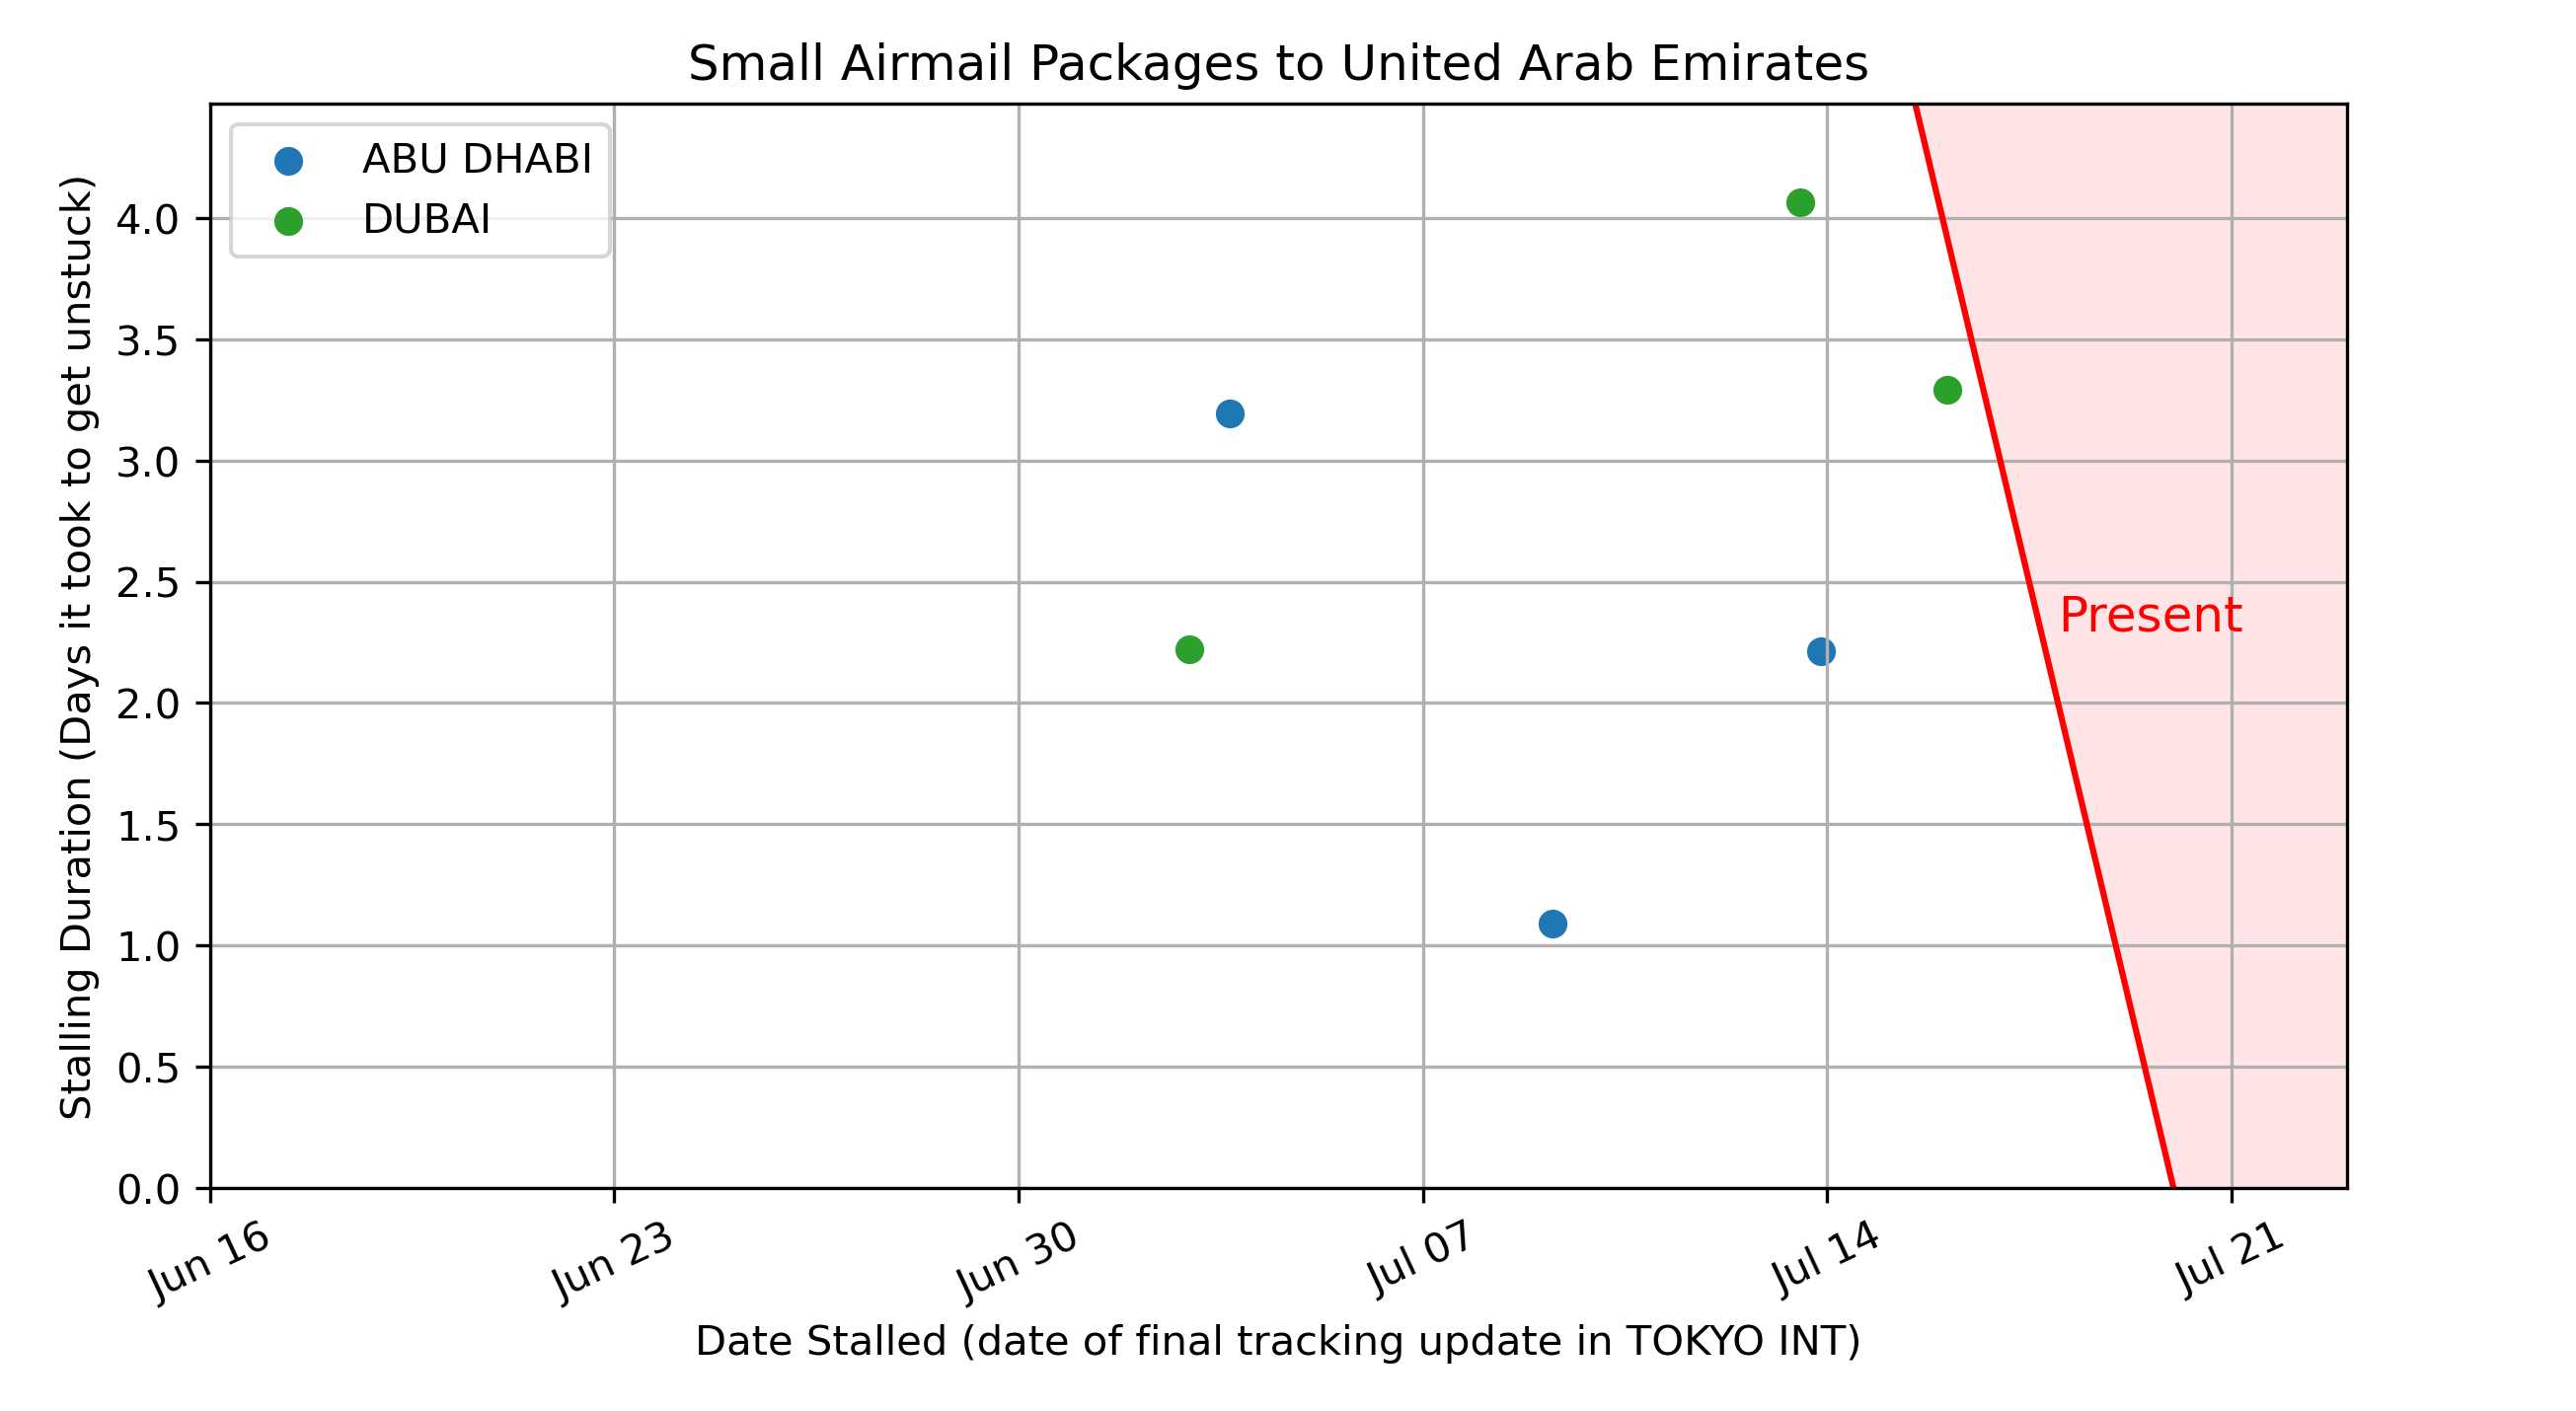 Small Airmail Packages to United Arab Emirates
ABU DHABI
DUBAI
Stalling Duration (Days it took to get unstuck)
4.0
3.5
3.0
2.5
2.0
1.5
1.0
0.5
0.0
Present
Jun 16
Jun 23
Jun 30
Jul 07
Jul 14
Jul 21
Date Stalled (date of final tracking update in TOKYO INT)